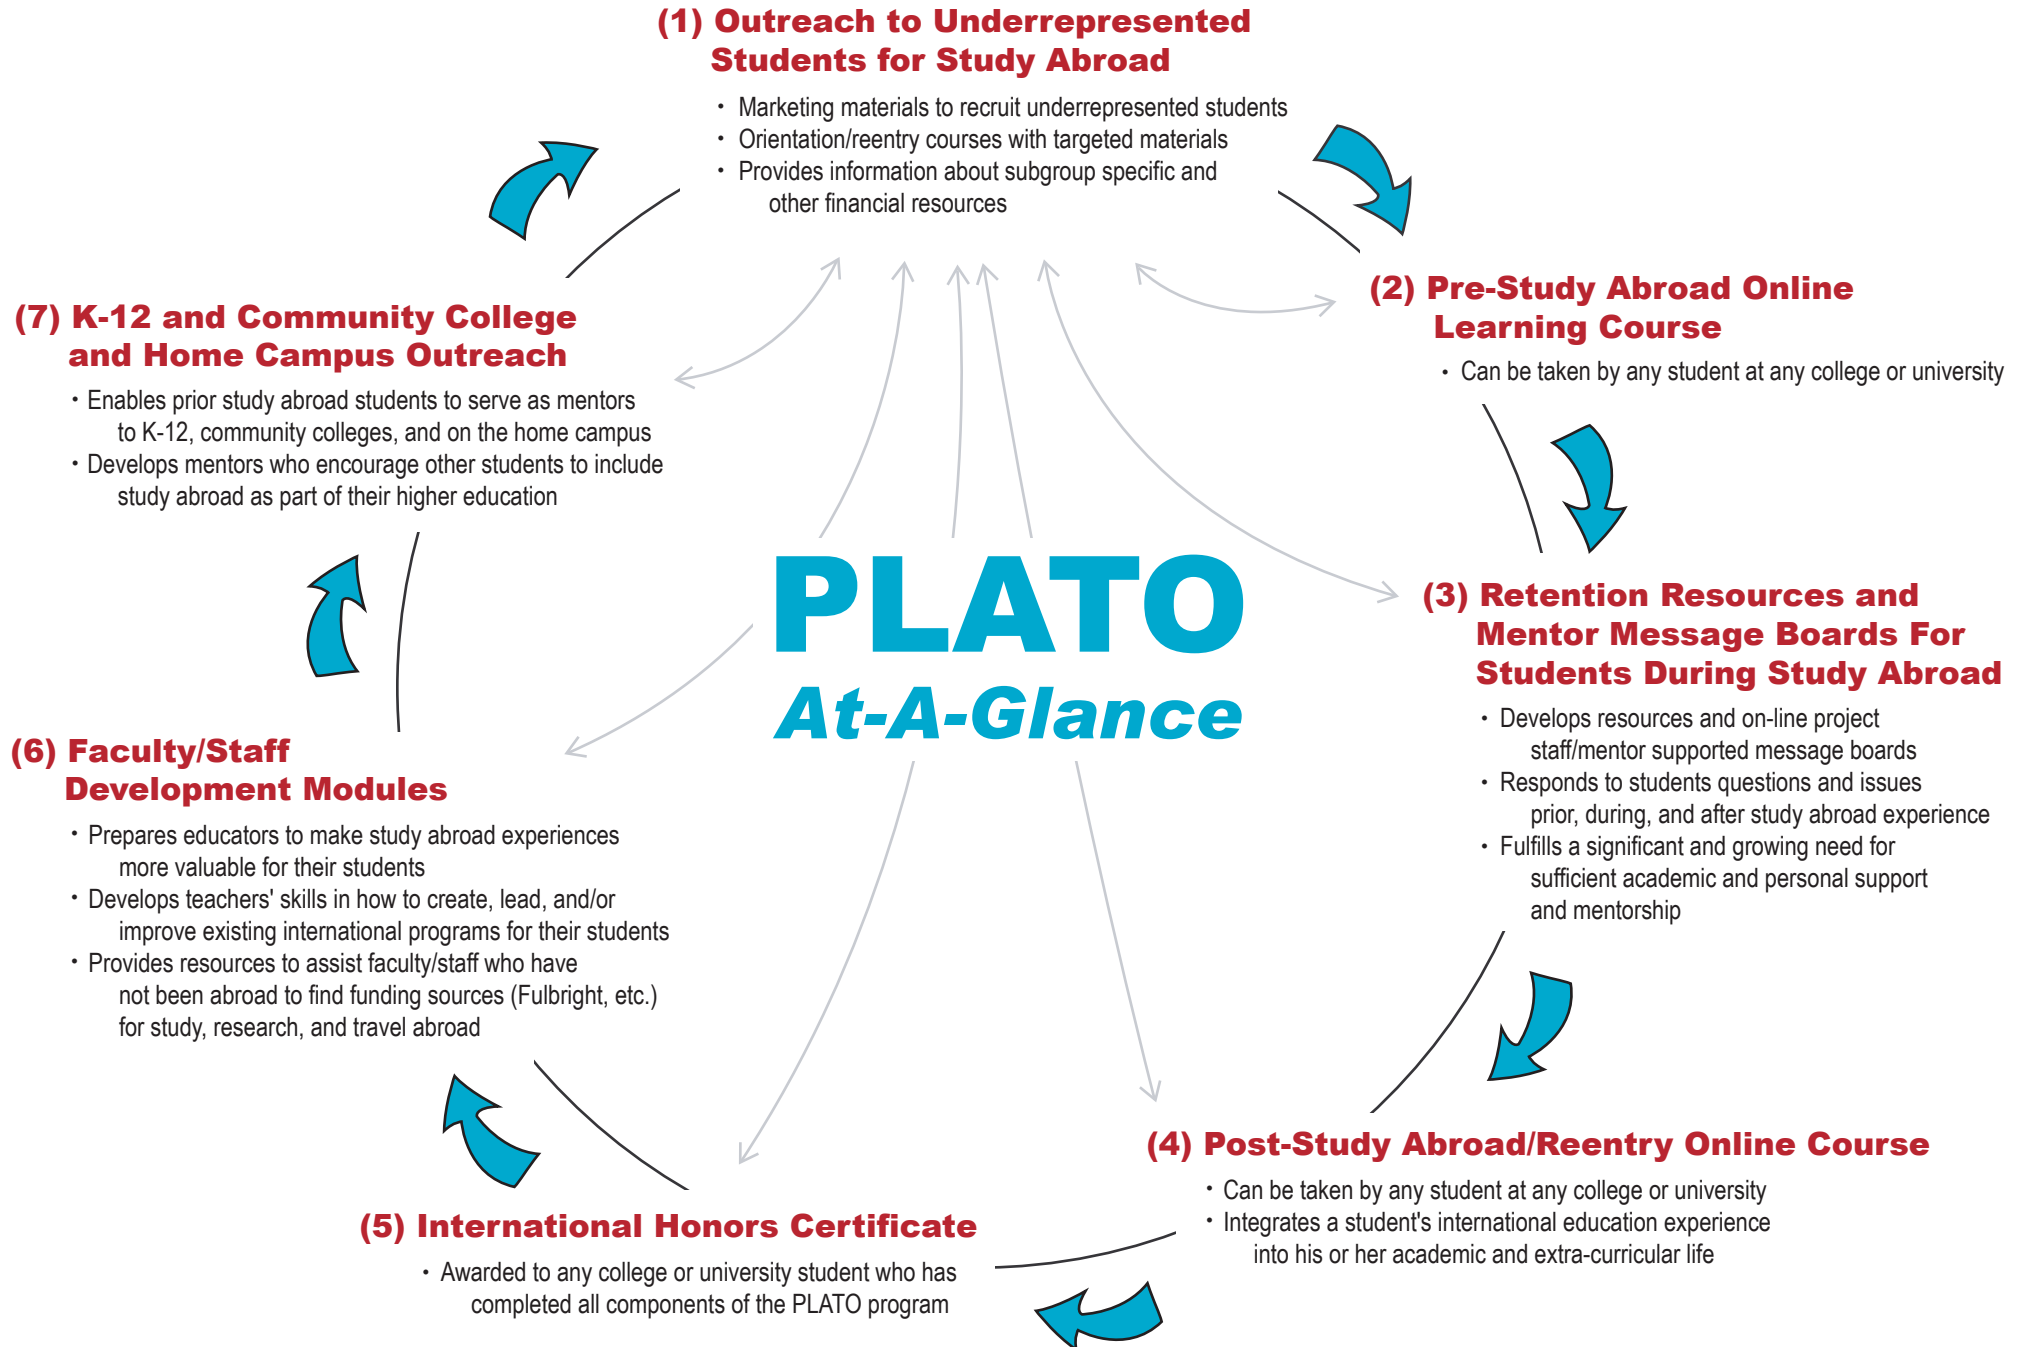 (1) Outreach to Underrepresented
Students for Study Abroad
• Marketing materials to recruit underrepresented students
• Orientation/reentry courses with targeted materials
• Provides information about subgroup specific and
other financial resources
(2) Pre-Study Abroad Online
Learning Course
• Can be taken by any student at any college or university
(3) Retention Resources and
Mentor Message Boards For
Students During Study Abroad
• Develops resources and on-line project
staff/mentor supported message boards
• Responds to students questions and issues
prior, during, and after study abroad experience
• Fulfills a significant and growing need for
sufficient academic and personal support
and mentorship
(4) Post-Study Abroad/Reentry Online Course
• Can be taken by any student at any college or university
• Integrates a student's international education experience
into his or her academic and extra-curricular life
(5) International Honors Certificate
• Awarded to any college or university student who has
completed all components of the PLATO program
(6) Faculty/Staff
Development Modules
• Prepares educators to make study abroad experiences
more valuable for their students
• Develops teachers' skills in how to create, lead, and/or
improve existing international programs for their students
• Provides resources to assist faculty/staff who have
not been abroad to find funding sources (Fulbright, etc.)
for study, research, and travel abroad
(7) K-12 and Community College
and Home Campus Outreach
• Enables prior study abroad students to serve as mentors
to K-12, community colleges, and on the home campus
• Develops mentors who encourage other students to include
study abroad as part of their higher education
PLATO
At-A-Glance